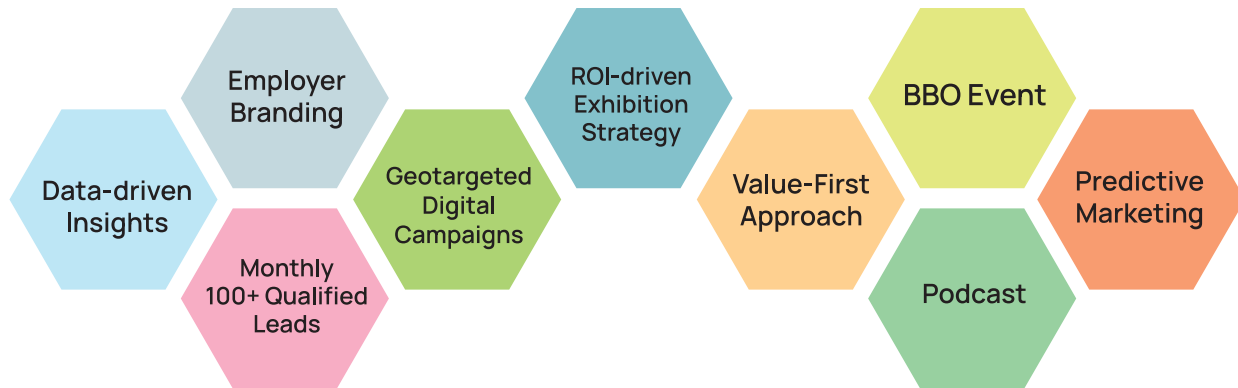 Data-driven
Insights
Employer
Branding
Monthly
100+ Qualified
Leads
Geotargeted
Digital
Campaigns
ROI-driven
Exhibition
Strategy
Value-First
Approach
BBO Event
Podcast
Predictive
Marketing